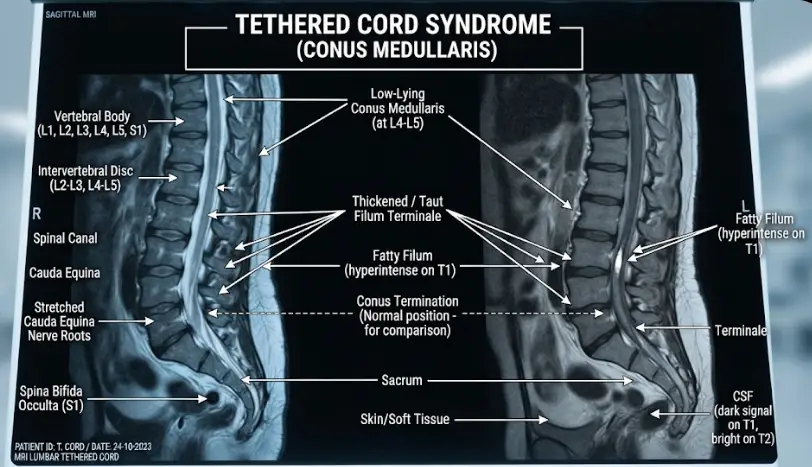 SAGITTAL MRI
TETHERED CORD SYNDROME
(CONUS MEDULLARIS)
Vertebral Body
(L1, L2, L3, L4, L5, S1)
Intervertebral Disc
(L2-L3, L4-L5)
R
Spinal Canal
Cauda Equina
Stretched
Cauda Equina
Nerve Roots
Spina Bifida
Occulta (S1)
PATIENT ID: T. CORD / DATE: 24-10-2023
MRI LUMBAR TETHERED CORD
Low-Lying
Conus Medullaris
(at L4-L5)
Thickened / Taut
Filum Terminale
Fatty Filum
(hyperintense on T1)
Conus Termination
(Normal position -
for comparison)
Sacrum
Skin/Soft Tissue
L
Fatty Filum
(hyperintense on
T1)
Terminale
CSF
(dark signal
on T1,
bright on T2)